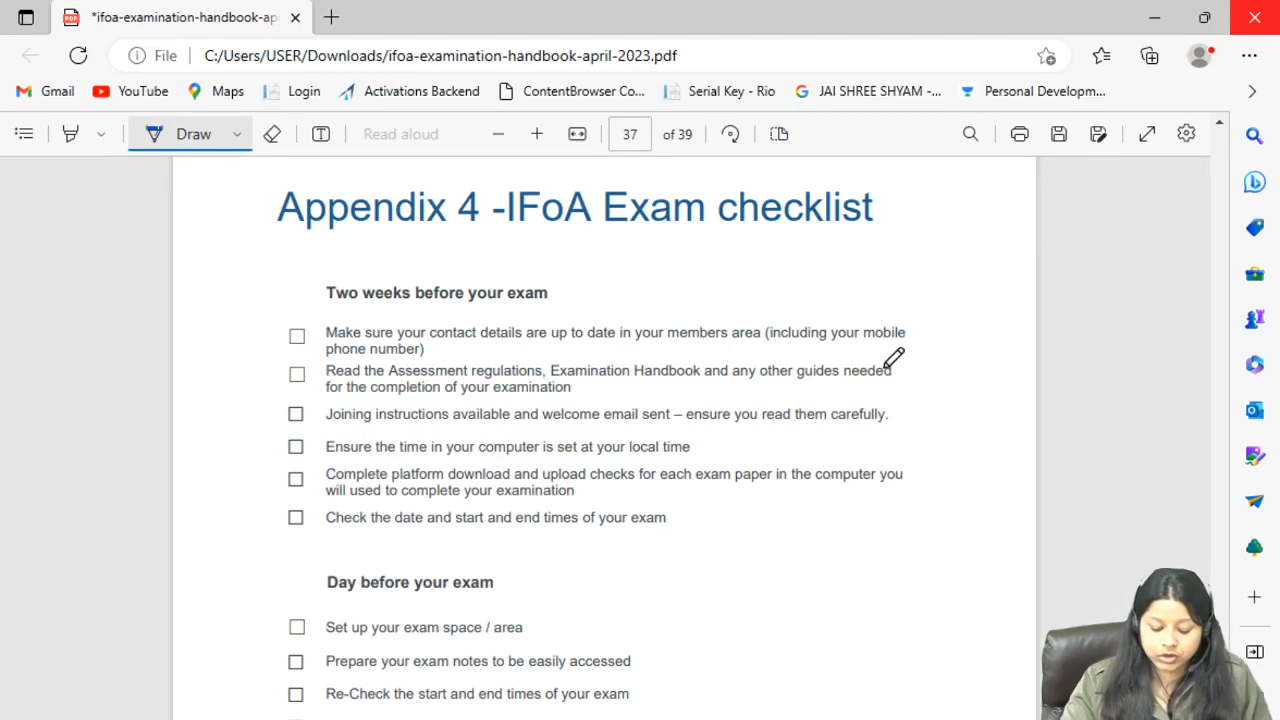 *ifoa-examination-handbook-ap
File
C:/Users/USER/Downloads/ifoa-examination-handbook-april-2023.pdf
Gmail
YouTube
Maps
Login
Activations Backend
ContentBrowser Co...
Serial Key - Rio
JAI SHREE SHYAM -...
Personal Developm...
Draw
Read aloud
37
of 39
Appendix 4 -IFoA Exam checklist
Two weeks before your exam
Make sure your contact details are up to date in your members area (including your mobile
phone number)
Read the Assessment regulations, Examination Handbook and any other guides needed
for the completion of your examination
Joining instructions available and welcome email sent – ensure you read them carefully.
Ensure the time in your computer is set at your local time
Complete platform download and upload checks for each exam paper in the computer you
will used to complete your examination
Check the date and start and end times of your exam
Day before your exam
Set up your exam space / area
Prepare your exam notes to be easily accessed
Re-Check the start and end times of your exam